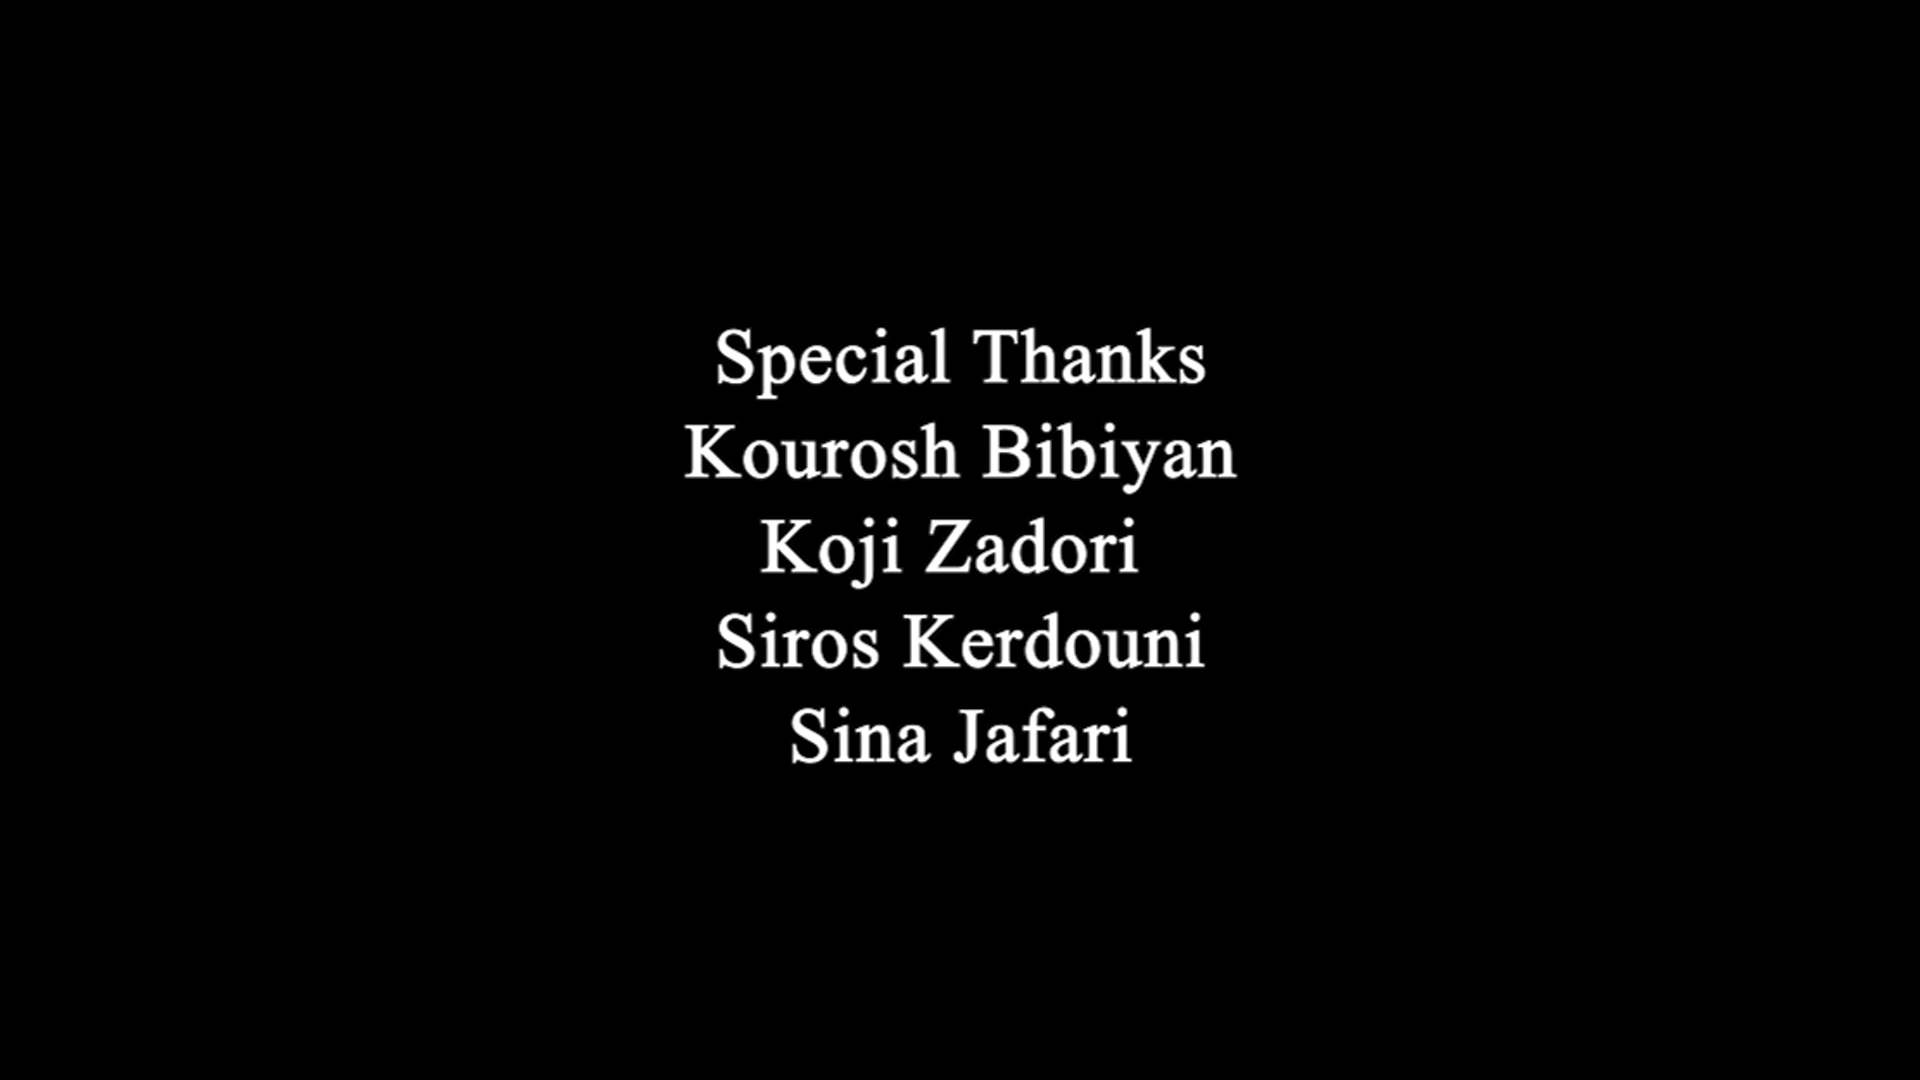 Special Thanks
Kourosh Bibiyan
Koji Zadori
Siros Kerdouni
Sina Jafari